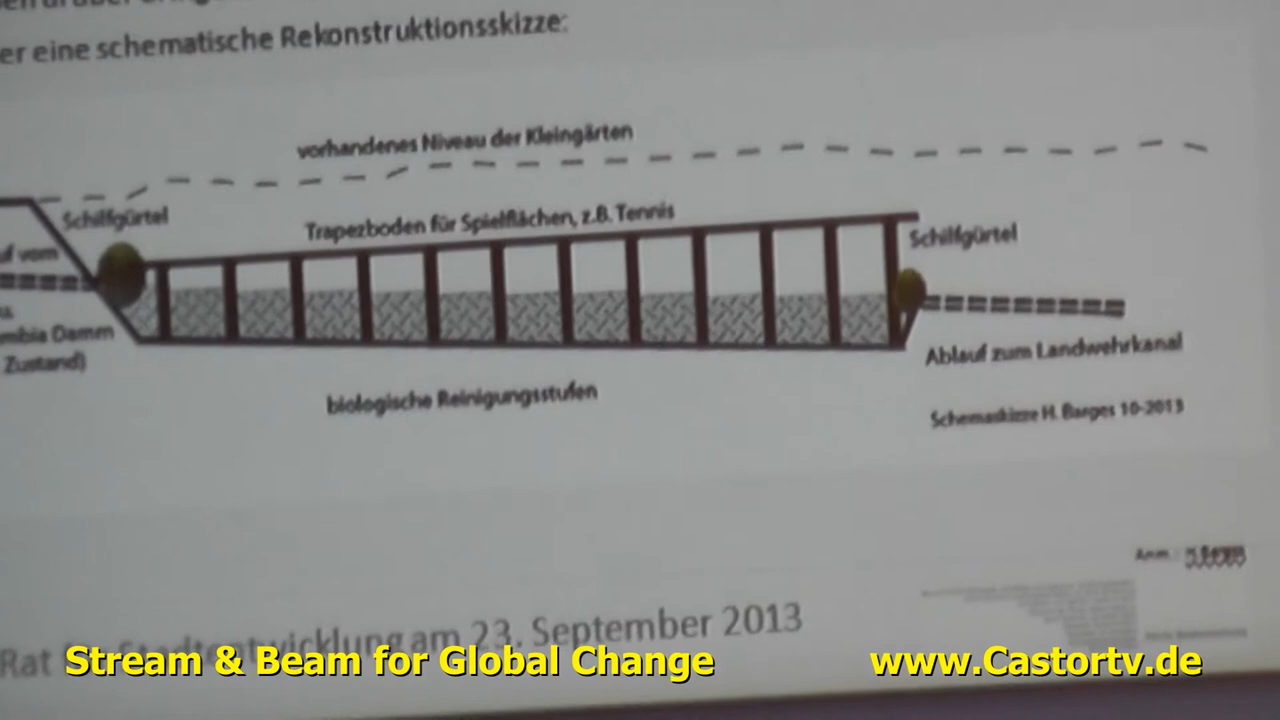 er eine schematische Rekonstruktionsskizze:
vorhandenes Niveau der Kleingärten
Schilfgürtel
Trapezboden für Spielflächen, z.B. Tennis
Schilfgürtel
uf vom
mbia Damm
Zustand)
Ablauf zum Landwehrkanal
biologische Reinigungsstufen
Schemaskizze H. Barges 10-2013
Rat Stadtentwicklung am 23. September 2013
Stream & Beam for Global Change
www.Castortv.de